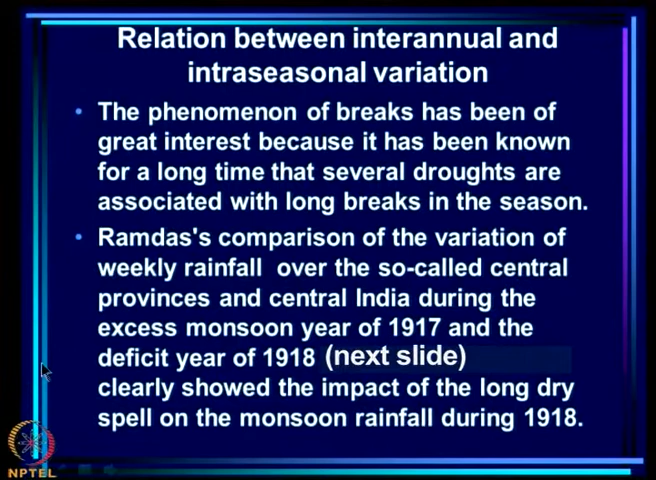 Relation between interannual and
intraseasonal variation
• The phenomenon of breaks has been of
great interest because it has been known
for a long time that several droughts are
associated with long breaks in the season.
• Ramdas's comparison of the variation of
weekly rainfall over the so-called central
provinces and central India during the
excess monsoon year of 1917 and the
deficit year of 1918 (next slide)
clearly showed the impact of the long dry
spell on the monsoon rainfall during 1918.
NPTEL